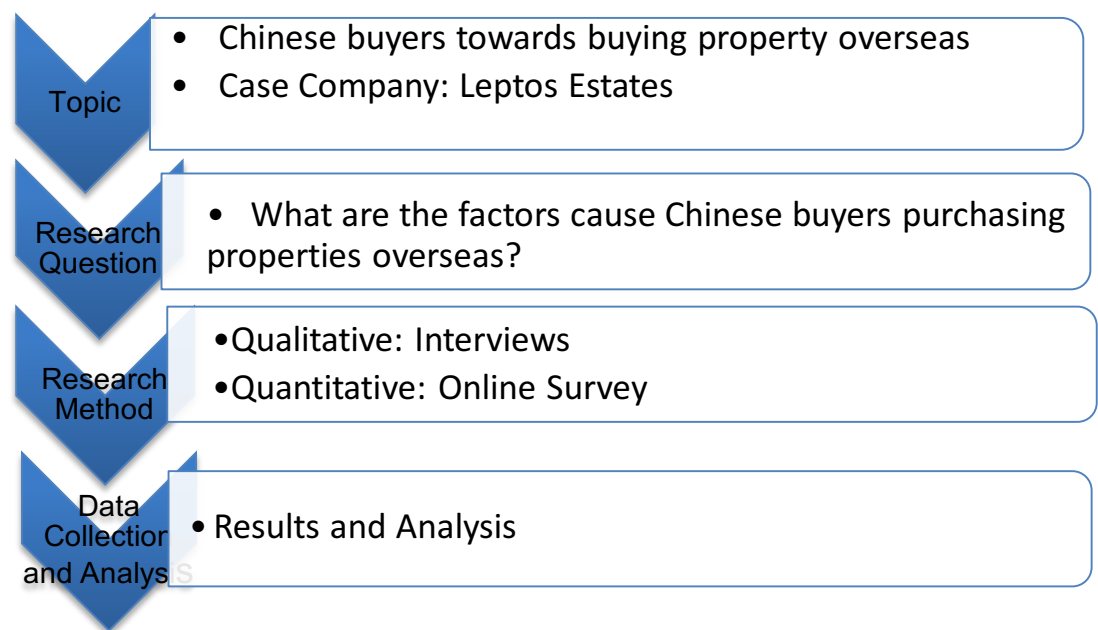 Topic
• Chinese buyers towards buying property overseas
• Case Company: Leptos Estates
Research
Question
• What are the factors cause Chinese buyers purchasing
properties overseas?
Research
Method
•Qualitative: Interviews
•Quantitative: Online Survey
Data
Collection
and Analysis
• Results and Analysis